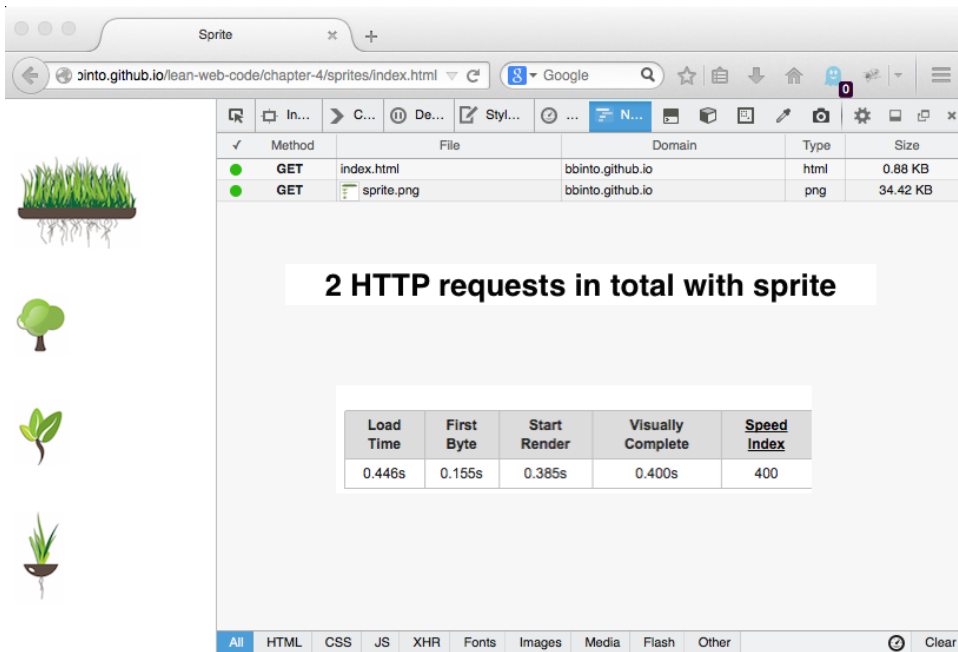 Sprite
pinto.github.io/lean-web-code/chapter-4/sprites/index.html
8 Google
0
In... C... De... Styl... ... N...
✓ Method File Domain Type Size
GET index.html bbinto.github.io html 0.88 KB
GET sprite.png bbinto.github.io png 34.42 KB
2 HTTP requests in total with sprite
Load First Start Visually Speed
Time Byte Render Complete Index
0.446s 0.155s 0.385s 0.400s 400
All HTML CSS JS XHR Fonts Images Media Flash Other Clear